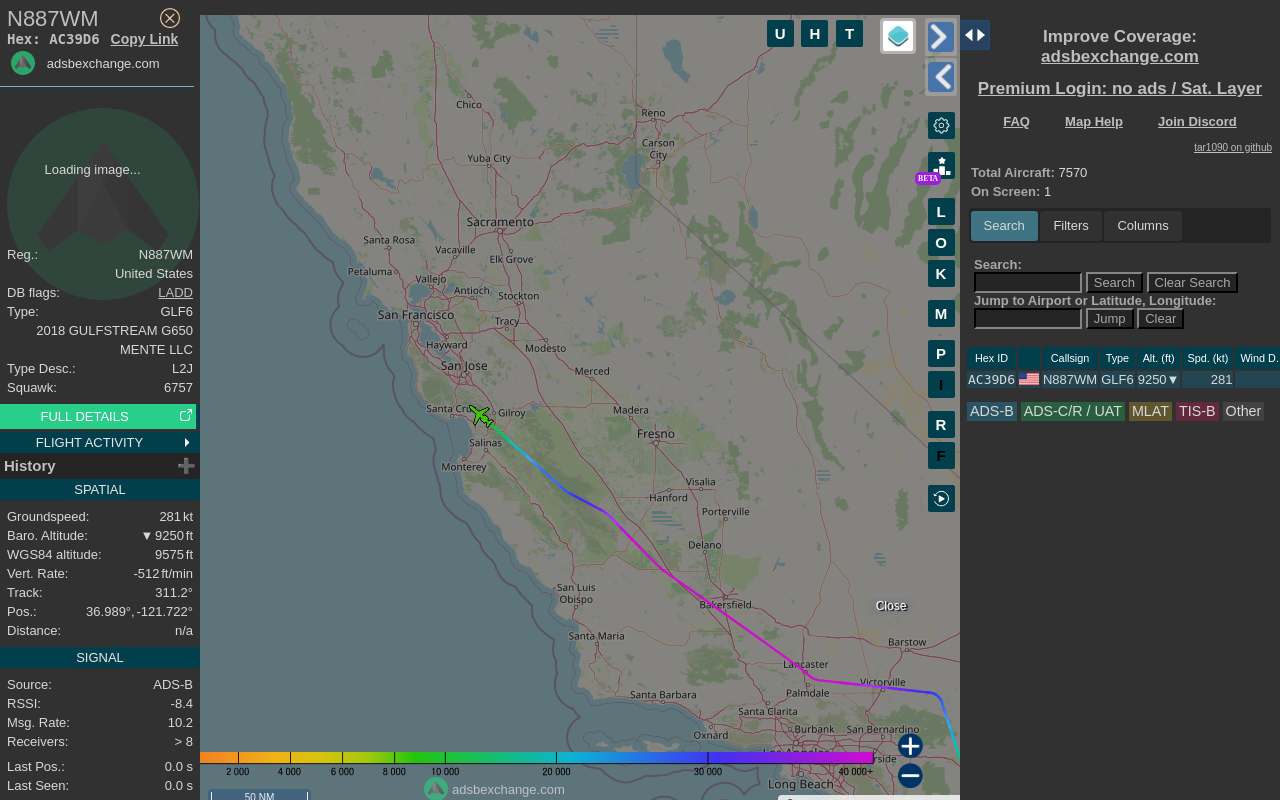 N887WM
Hex: AC39D6 Copy Link
adsbexchange.com
Loading image...
Reg.: N887WM
United States
DB flags: LADD
Type: GLF6
2018 GULFSTREAM G650
MENTE LLC
Type Desc.: L2J
Squawk: 6757
FULL DETAILS
FLIGHT ACTIVITY
History
SPATIAL
Groundspeed: 281 kt
Baro. Altitude: ▼ 9250 ft
WGS84 altitude: 9575 ft
Vert. Rate: -512 ft/min
Track: 311.2°
Pos.: 36.989°, -121.722°
Distance: n/a
SIGNAL
Source: ADS-B
RSSI: -8.4
Msg. Rate: 10.2
Receivers: > 8
Last Pos.: 0.0 s
Last Seen: 0.0 s
U H T
BETA
L
O
K
M
P
I
R
F
Chico
Reno
Carson
City
Yuba City
Sacramento
Santa Rosa
Vacaville
Elk Grove
Petaluma
Vallejo
Antioch
Stockton
San Francisco
Tracy
Hayward
Modesto
San Jose
Merced
Santa Cru
Gilroy
Madera
Salinas
Fresno
Monterey
Visalia
Hanford
Porterville
Delano
San Luis
Obispo
Bakersfield
Close
Santa Maria
Barstow
Lancaster
Victorville
Palmdale
Santa Barbara
Santa Clarita
Oxnard
Burbank
San Bernardino
Los Angeles
rside
Long Beach
2 000 4 000 6 000 8 000 10 000 20 000 30 000 40 000+
adsbexchange.com
50 NM
Improve Coverage:
adsbexchange.com
Premium Login: no ads / Sat. Layer
FAQ Map Help Join Discord
tar1090 on github
Total Aircraft: 7570
On Screen: 1
Search Filters Columns
Search:
Search Clear Search
Jump to Airport or Latitude, Longitude:
Jump Clear
Hex ID Callsign Type Alt. (ft) Spd. (kt) Wind D.
AC39D6 N887WM GLF6 9250▼ 281
ADS-B ADS-C/R / UAT MLAT TIS-B Other